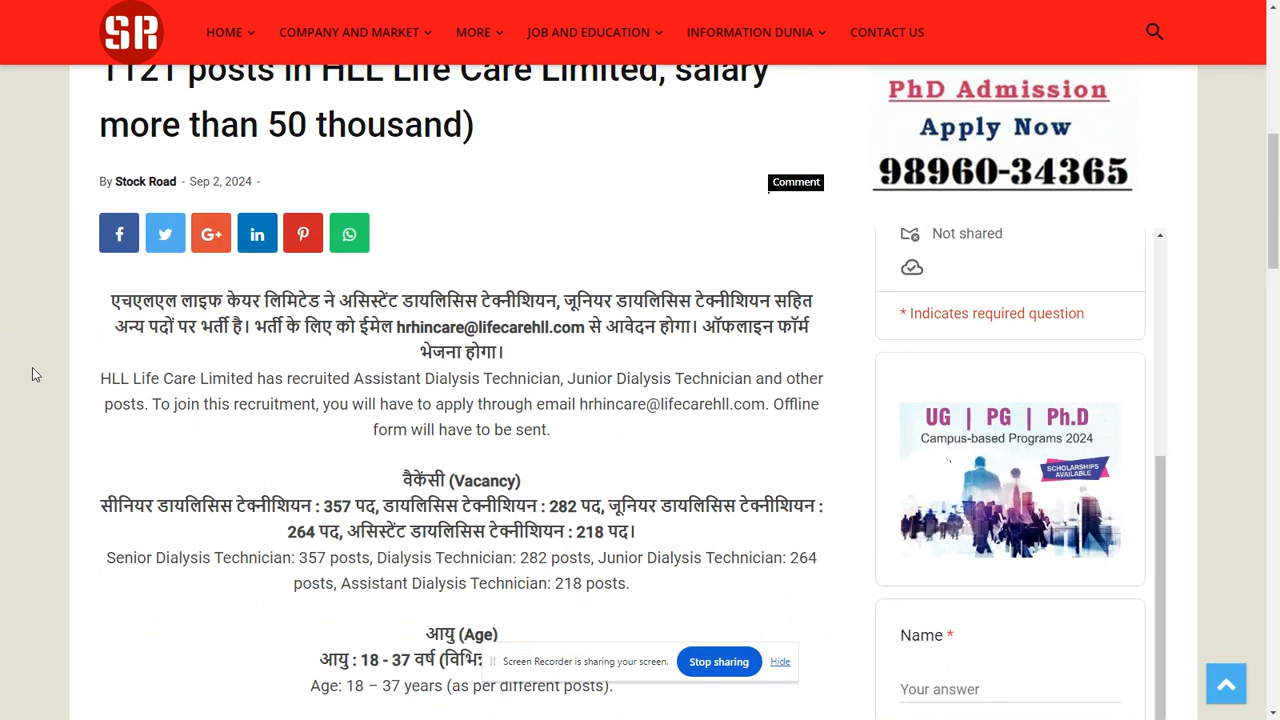 SR
HOME
COMPANY AND MARKET
MORE
JOB AND EDUCATION
INFORMATION DUNIA
CONTACT US
1121 posts in HLL Life Care Limited, salary
more than 50 thousand)
By Stock Road - Sep 2, 2024 -
Comment
एचएलएल लाइफ केयर लिमिटेड ने असिस्टेंट डायलिसिस टेक्नीशियन, जूनियर डायलिसिस टेक्नीशियन सहित
अन्य पदों पर भर्ती है। भर्ती के लिए को ईमेल hrhincare@lifecarehll.com से आवेदन होगा। ऑफलाइन फॉर्म
भेजना होगा।
HLL Life Care Limited has recruited Assistant Dialysis Technician, Junior Dialysis Technician and other
posts. To join this recruitment, you will have to apply through email hrhincare@lifecarehll.com. Offline
form will have to be sent.
वैकेंसी (Vacancy)
सीनियर डायलिसिस टेक्नीशियन : 357 पद, डायलिसिस टेक्नीशियन : 282 पद, जूनियर डायलिसिस टेक्नीशियन :
264 पद, असिस्टेंट डायलिसिस टेक्नीशियन : 218 पद।
Senior Dialysis Technician: 357 posts, Dialysis Technician: 282 posts, Junior Dialysis Technician: 264
posts, Assistant Dialysis Technician: 218 posts.
आयु (Age)
आयु : 18 - 37 वर्ष
Age: 18 – 37 years (as per different posts).
Screen Recorder is sharing your screen.
Stop sharing
Hide
PhD Admission
Apply Now
98960-34365
Not shared
* Indicates required question
UG | PG | Ph.D
Campus-based Programs 2024
SCHOLARSHIPS
AVAILABLE
Name *
Your answer